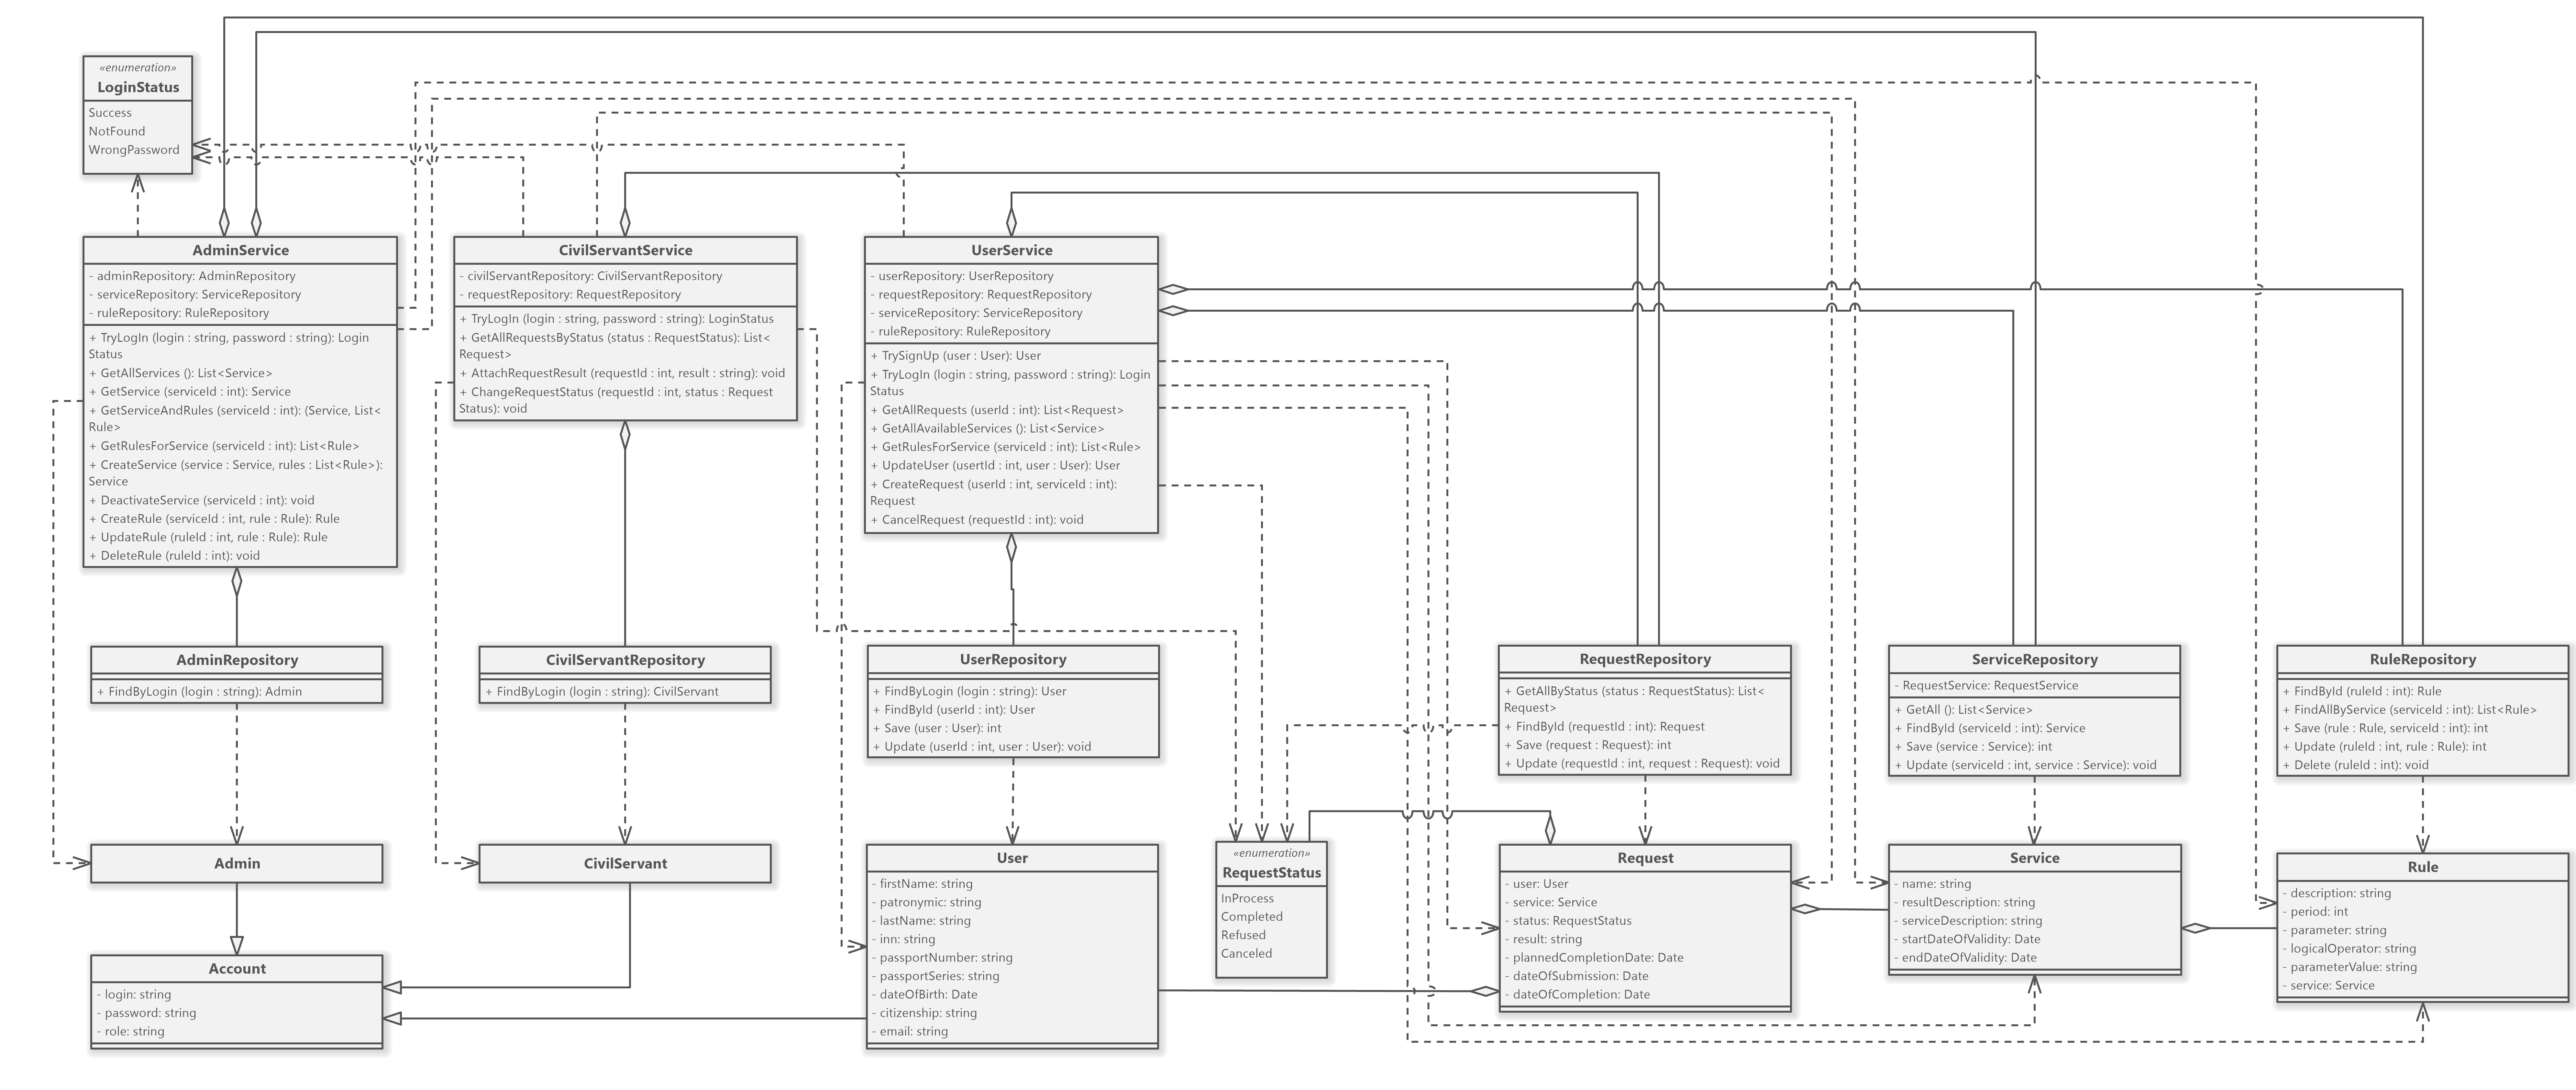 «enumeration»
LoginStatus
Success
NotFound
WrongPassword
AdminService
- adminRepository: AdminRepository
- serviceRepository: ServiceRepository
- ruleRepository: RuleRepository
+ TryLogIn (login : string, password : string): Login
Status
+ GetAllServices (): List<Service>
+ GetService (serviceId : int): Service
+ GetServiceAndRules (serviceId : int): (Service, List<
Rule>
+ GetRulesForService (serviceId : int): List<Rule>
+ CreateService (service : Service, rules : List<Rule>):
Service
+ DeactivateService (serviceId : int): void
+ CreateRule (serviceId : int, rule : Rule): Rule
+ UpdateRule (ruleId : int, rule : Rule): Rule
+ DeleteRule (ruleId : int): void
CivilServantService
- civilServantRepository: CivilServantRepository
- requestRepository: RequestRepository
+ TryLogIn (login : string, password : string): LoginStatus
+ GetAllRequestsByStatus (status : RequestStatus): List<
Request>
+ AttachRequestResult (requestId : int, result : string): void
+ ChangeRequestStatus (requestId : int, status : Request
Status): void
UserService
- userRepository: UserRepository
- requestRepository: RequestRepository
- serviceRepository: ServiceRepository
- ruleRepository: RuleRepository
+ TrySignUp (user : User): User
+ TryLogIn (login : string, password : string): Login
Status
+ GetAllRequests (userId : int): List<Request>
+ GetAllAvailableServices (): List<Service>
+ GetRulesForService (serviceId : int): List<Rule>
+ UpdateUser (usertId : int, user : User): User
+ CreateRequest (userId : int, serviceId : int):
Request
+ CancelRequest (requestId : int): void
AdminRepository
+ FindByLogin (login : string): Admin
CivilServantRepository
+ FindByLogin (login : string): CivilServant
UserRepository
+ FindByLogin (login : string): User
+ FindById (userId : int): User
+ Save (user : User): int
+ Update (userId : int, user : User): void
RequestRepository
+ GetAllByStatus (status : RequestStatus): List<
Request>
+ FindById (requestId : int): Request
+ Save (request : Request): int
+ Update (requestId : int, request : Request): void
ServiceRepository
- RequestService: RequestService
+ GetAll (): List<Service>
+ FindById (serviceId : int): Service
+ Save (service : Service): int
+ Update (serviceId : int, service : Service): void
RuleRepository
+ FindById (ruleId : int): Rule
+ FindAllByService (serviceId : int): List<Rule>
+ Save (rule : Rule, serviceId : int): int
+ Update (ruleId : int, rule : Rule): int
+ Delete (ruleId : int): void
Admin
CivilServant
User
- firstName: string
- patronymic: string
- lastName: string
- inn: string
- passportNumber: string
- passportSeries: string
- dateOfBirth: Date
- citizenship: string
- email: string
«enumeration»
RequestStatus
InProcess
Completed
Refused
Canceled
Request
- user: User
- service: Service
- status: RequestStatus
- result: string
- plannedCompletionDate: Date
- dateOfSubmission: Date
- dateOfCompletion: Date
Service
- name: string
- resultDescription: string
- serviceDescription: string
- startDateOfValidity: Date
- endDateOfValidity: Date
Rule
- description: string
- period: int
- parameter: string
- logicalOperator: string
- parameterValue: string
- service: Service
Account
- login: string
- password: string
- role: string